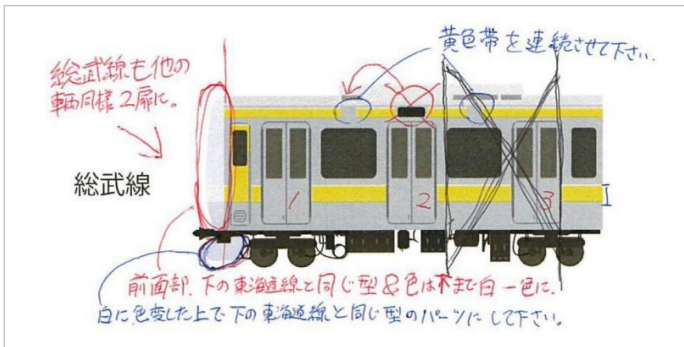 黄色帯を連続させて下さい.
総武線も他の
車両同様2扉に。
総武線
1
2
3
前面部、下の東海道線と同じ型&色は下まで白一色に.
白に色変した上で下の東海道線と同じ型のパーツにして下さい。